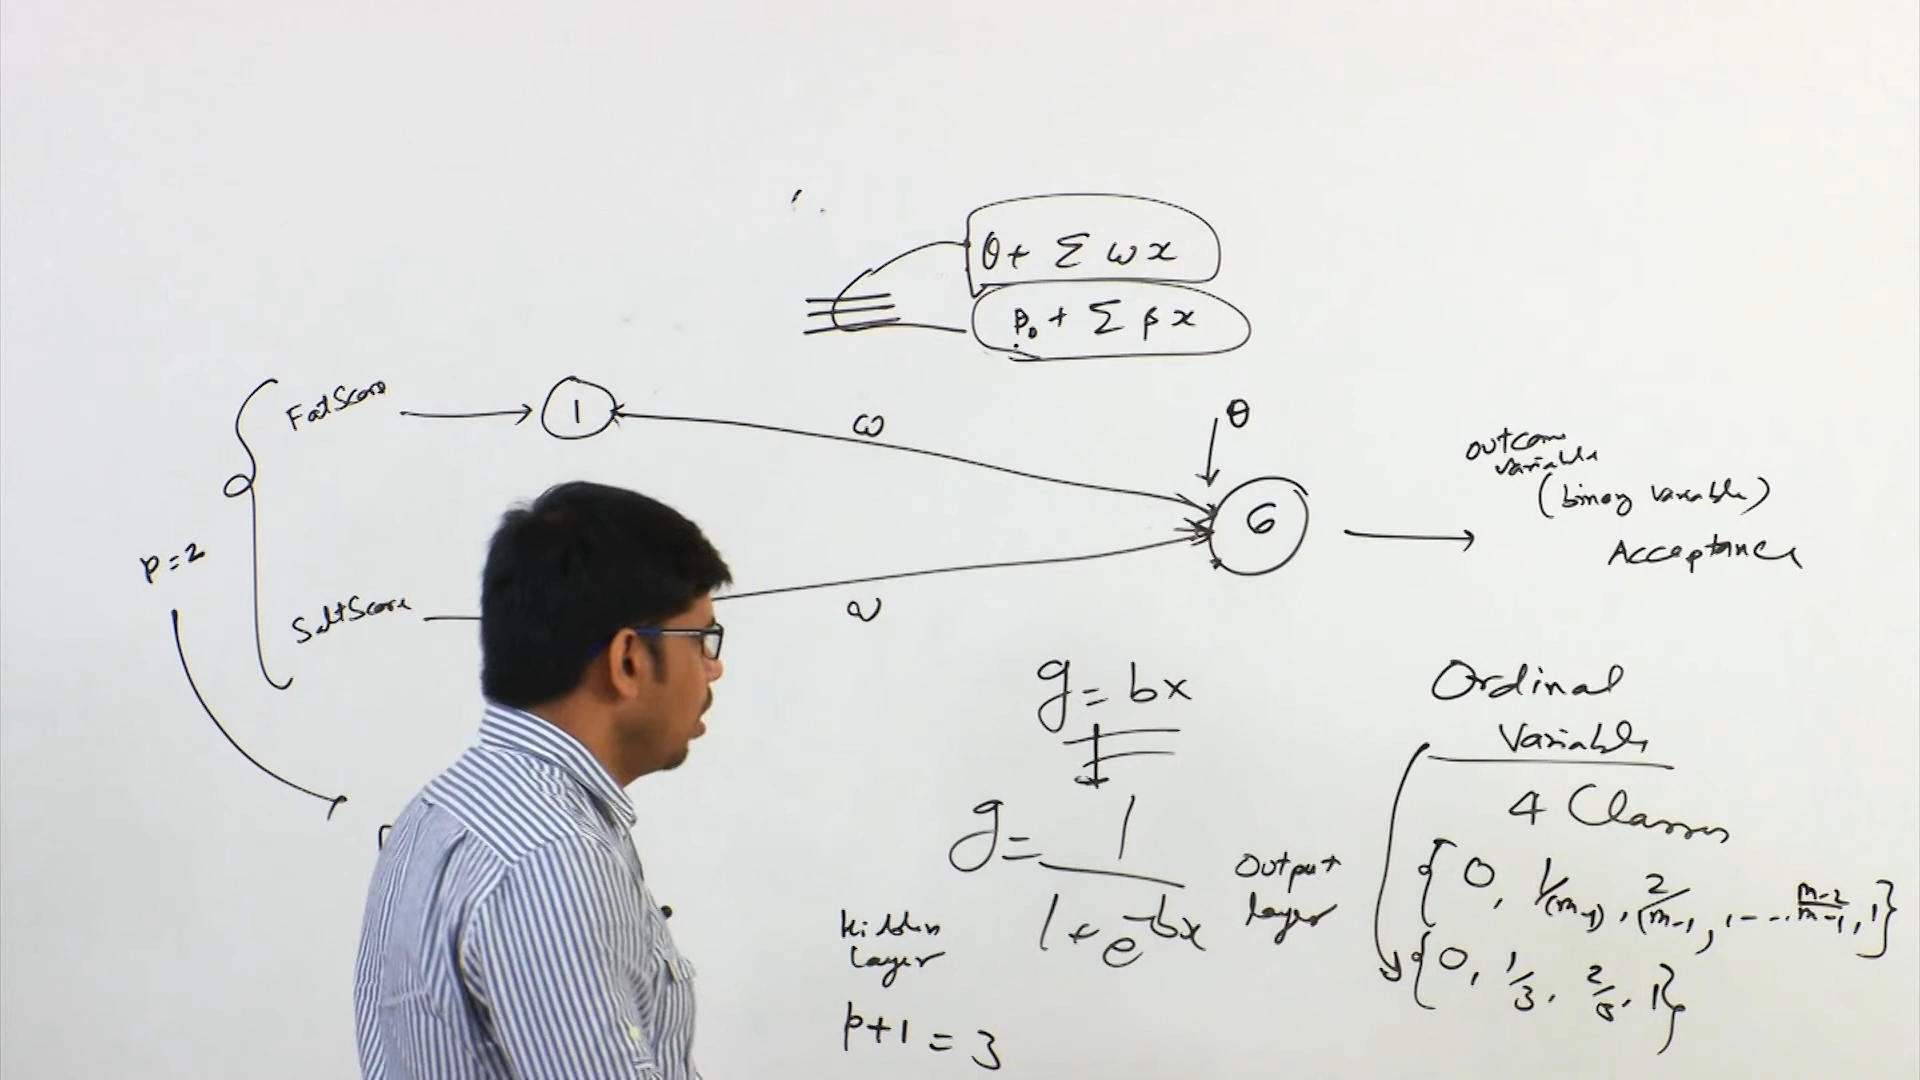 θ + Σ ω x
β₀ + Σ β x
FatScore
1
ω
θ
6
outcome
variable
(binary variable)
Acceptance
p = 2
SaltScore
ω
g = bx
g = 1 / 1 + e^-bx
Hidden
layer
p+1 = 3
Output
layer
Ordinal
Variable
4 Classes
{0, 1/(m-1), 2/(m-1, , - - . m-2/m-1, 1}
{0, 1/3, 2/3, 1}